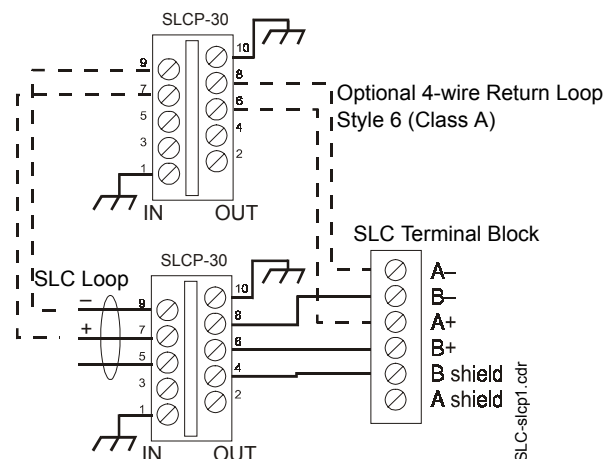 SLCP-30
10
9
8
7
6
5
4
3
2
1
IN OUT
Optional 4-wire Return Loop
Style 6 (Class A)
SLC Terminal Block
A–
B–
A+
B+
B shield
A shield
SLCP-30
SLC Loop
–
+
10
9
8
7
6
5
4
3
2
1
IN OUT
SLC-slcp1.cdr